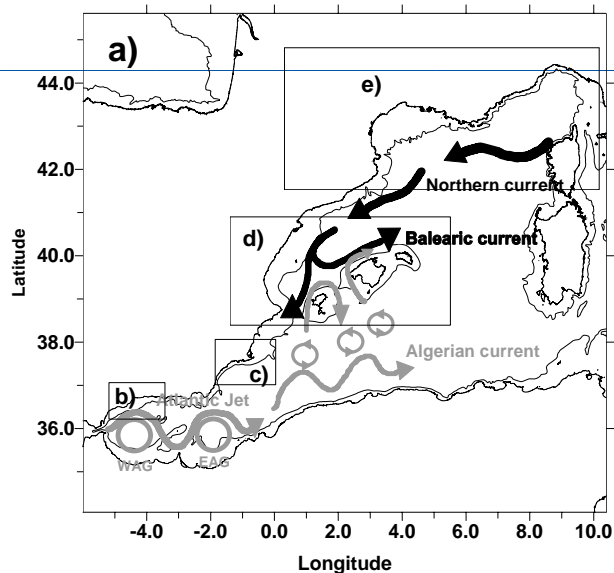 a)
e)
44.0
42.0
Northern current
d)
Balearic current
40.0
Latitude
38.0
c)
Algerian current
b)
Atlantic Jet
36.0
WAG
EAG
-4.0 -2.0 0.0 2.0 4.0 6.0 8.0 10.0
Longitude